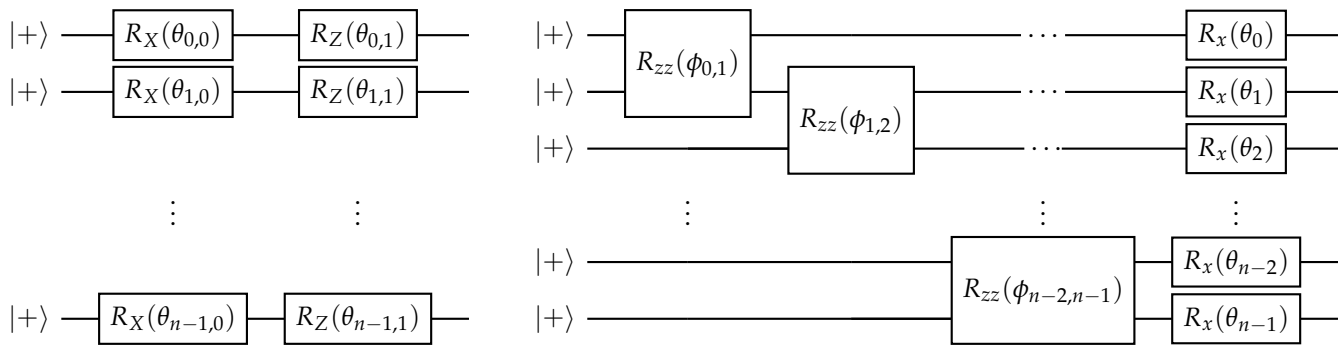 |+⟩ R_X(θ_{0,0}) R_Z(θ_{0,1})
|+⟩ R_X(θ_{1,0}) R_Z(θ_{1,1})
⋮ ⋮
|+⟩ R_X(θ_{n−1,0}) R_Z(θ_{n−1,1})
|+⟩ R_{zz}(ϕ_{0,1}) ⋯ R_x(θ_0)
|+⟩ R_{zz}(ϕ_{1,2}) ⋯ R_x(θ_1)
|+⟩ ⋯ R_x(θ_2)
⋮ ⋮ ⋮
|+⟩ R_{zz}(ϕ_{n−2,n−1}) R_x(θ_{n−2})
|+⟩ R_x(θ_{n−1})